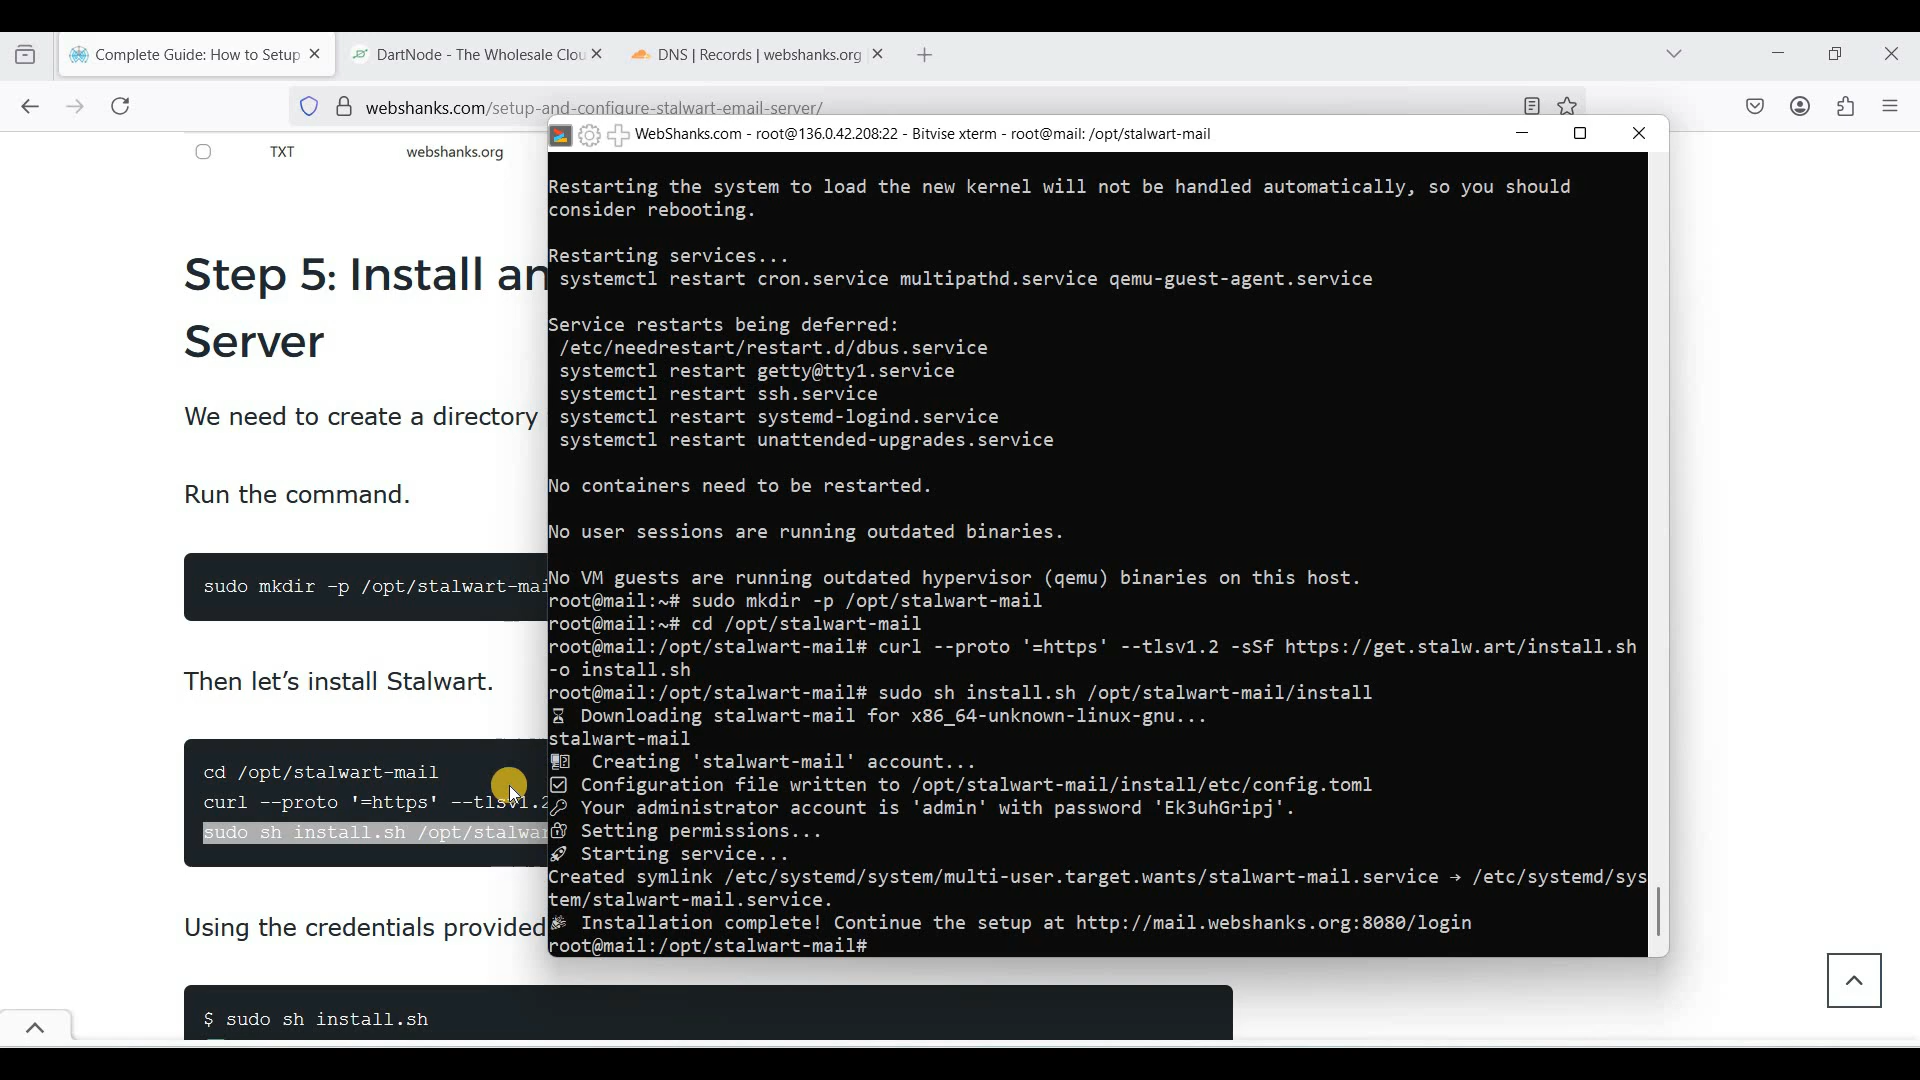 Complete Guide: How to Setup
DartNode - The Wholesale Clou
DNS | Records | webshanks.org
webshanks.com/setup-and-configure-stalwart-email-server/
WebShanks.com - root@136.0.42.208:22 - Bitvise xterm - root@mail: /opt/stalwart-mail
TXT webshanks.org
Step 5: Install an
Server
We need to create a directory
Run the command.
sudo mkdir -p /opt/stalwart-mai
Then let's install Stalwart.
cd /opt/stalwart-mail
curl --proto '=https' --tlsv1.2
sudo sh install.sh /opt/stalwar
Using the credentials provided
$ sudo sh install.sh
Restarting the system to load the new kernel will not be handled automatically, so you should
consider rebooting.
Restarting services...
systemctl restart cron.service multipathd.service qemu-guest-agent.service
Service restarts being deferred:
/etc/needrestart/restart.d/dbus.service
systemctl restart getty@tty1.service
systemctl restart ssh.service
systemctl restart systemd-logind.service
systemctl restart unattended-upgrades.service
No containers need to be restarted.
No user sessions are running outdated binaries.
No VM guests are running outdated hypervisor (qemu) binaries on this host.
root@mail:~# sudo mkdir -p /opt/stalwart-mail
root@mail:~# cd /opt/stalwart-mail
root@mail:/opt/stalwart-mail# curl --proto '=https' --tlsv1.2 -sSf https://get.stalw.art/install.sh
-o install.sh
root@mail:/opt/stalwart-mail# sudo sh install.sh /opt/stalwart-mail/install
⏳ Downloading stalwart-mail for x86_64-unknown-linux-gnu...
stalwart-mail
Creating 'stalwart-mail' account...
Configuration file written to /opt/stalwart-mail/install/etc/config.toml
🔑 Your administrator account is 'admin' with password 'Ek3uhGripj'.
🔐 Setting permissions...
🚀 Starting service...
Created symlink /etc/systemd/system/multi-user.target.wants/stalwart-mail.service → /etc/systemd/sys
tem/stalwart-mail.service.
🎉 Installation complete! Continue the setup at http://mail.webshanks.org:8080/login
root@mail:/opt/stalwart-mail#